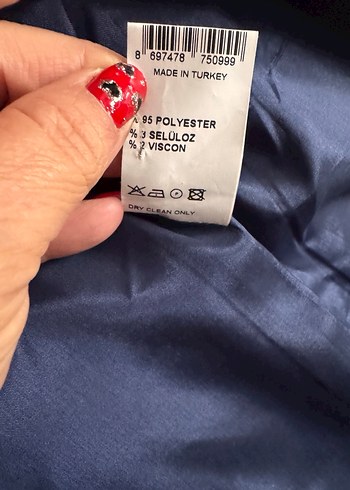 8 697478 750999
MADE IN TURKEY
% 95 POLYESTER
% 3 SELÜLOZ
% 2 VISCON
DRY CLEAN ONLY